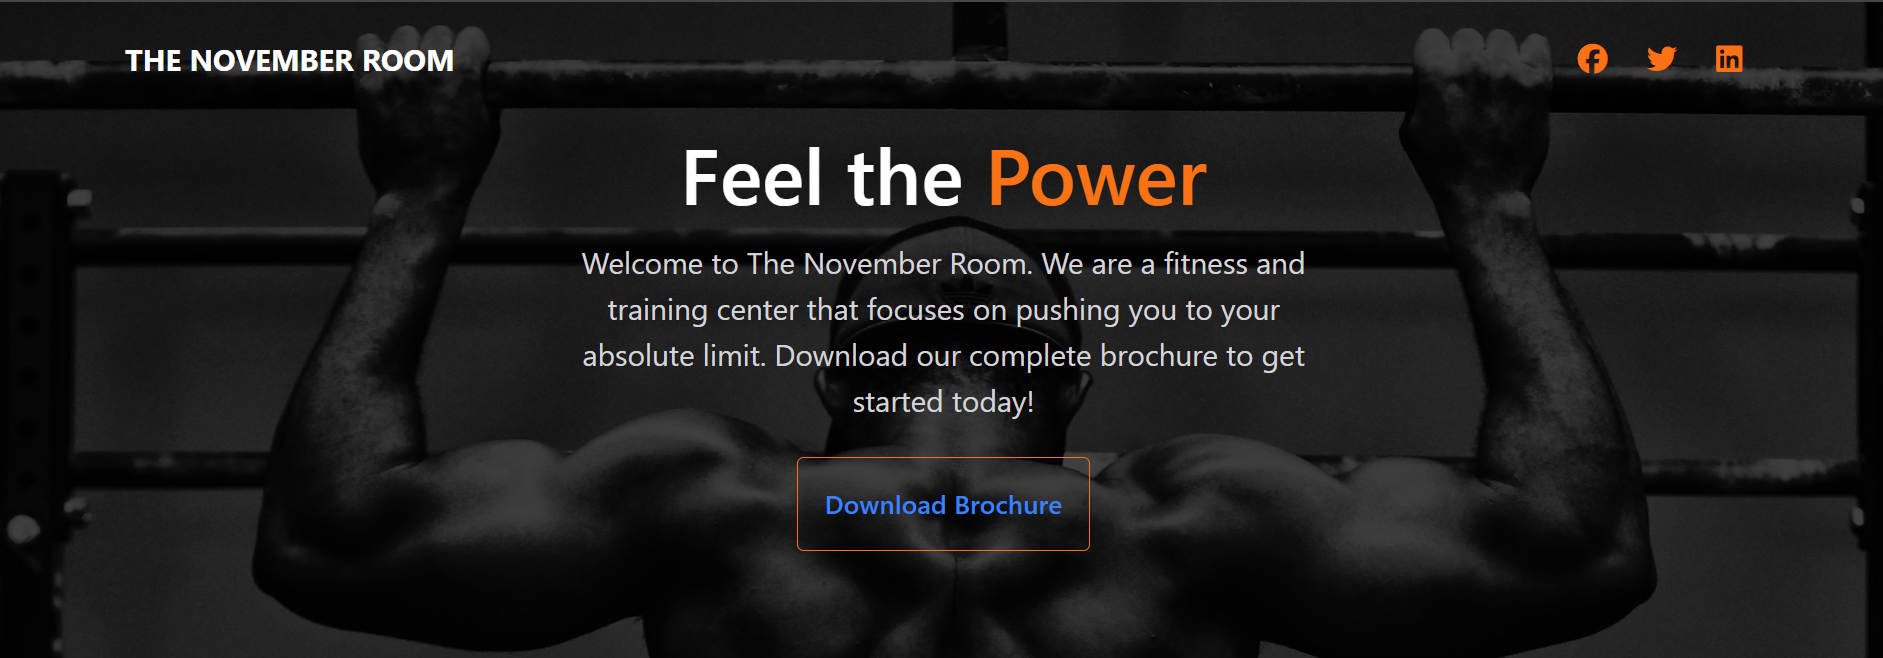 THE NOVEMBER ROOM
Feel the Power
Welcome to The November Room. We are a fitness and
training center that focuses on pushing you to your
absolute limit. Download our complete brochure to get
started today!
Download Brochure